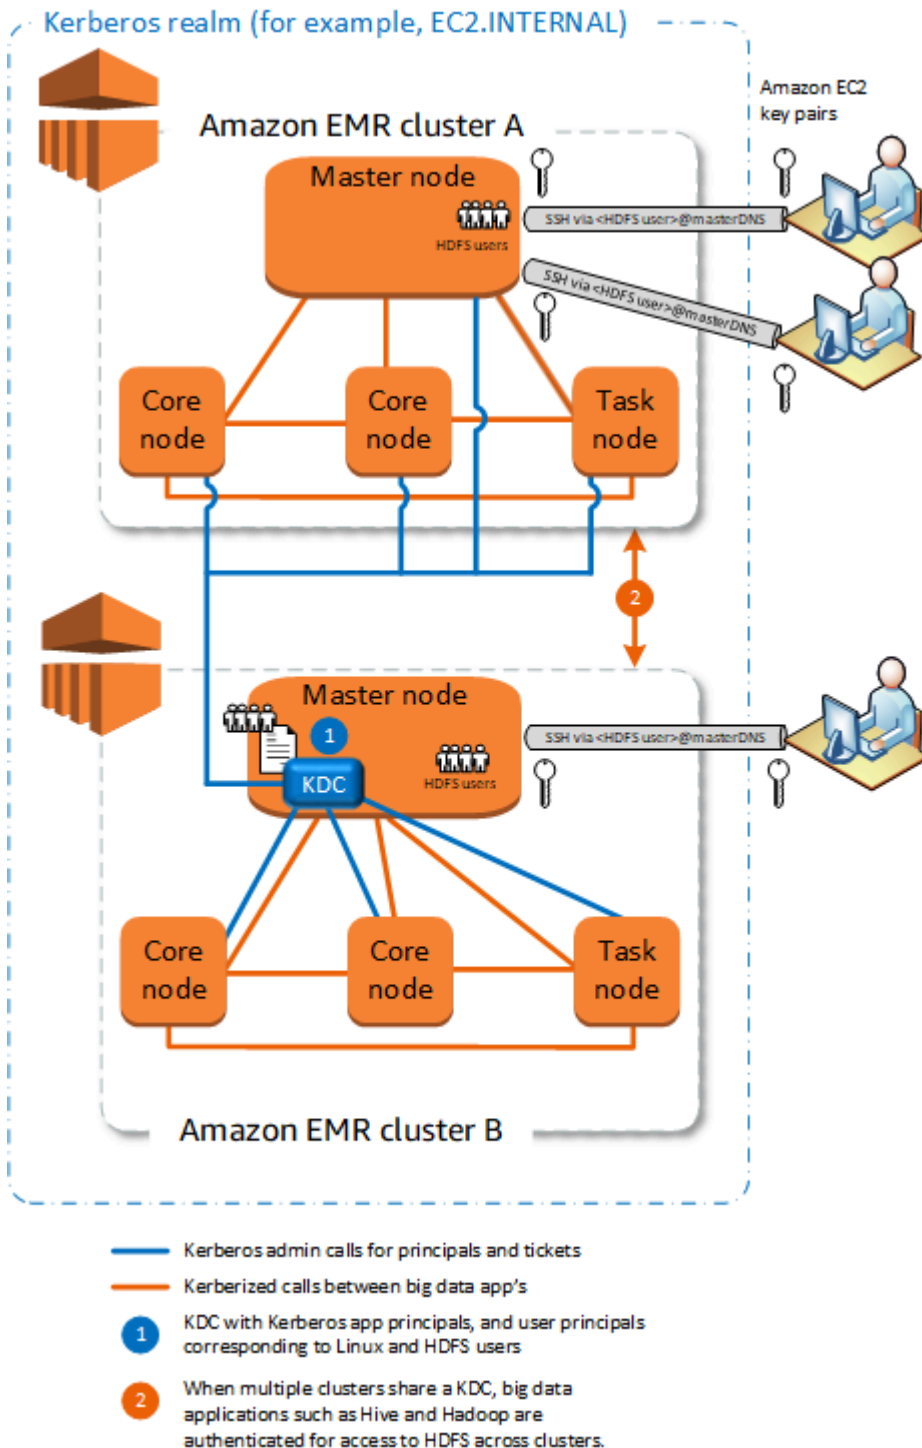 Kerberos realm (for example, EC2.INTERNAL)
Amazon EC2
key pairs
Amazon EMR cluster A
Master node
HDFS users
SSH via <HDFS user>@masterDNS
SSH via <HDFS user>@masterDNS
Core
node
Core
node
Task
node
2
Master node
1
KDC
HDFS users
SSH via <HDFS user>@masterDNS
Core
node
Core
node
Task
node
Amazon EMR cluster B
Kerberos admin calls for principals and tickets
Kerberized calls between big data app's
1
KDC with Kerberos app principals, and user principals
corresponding to Linux and HDFS users
2
When multiple clusters share a KDC, big data
applications such as Hive and Hadoop are
authenticated for access to HDFS across clusters.